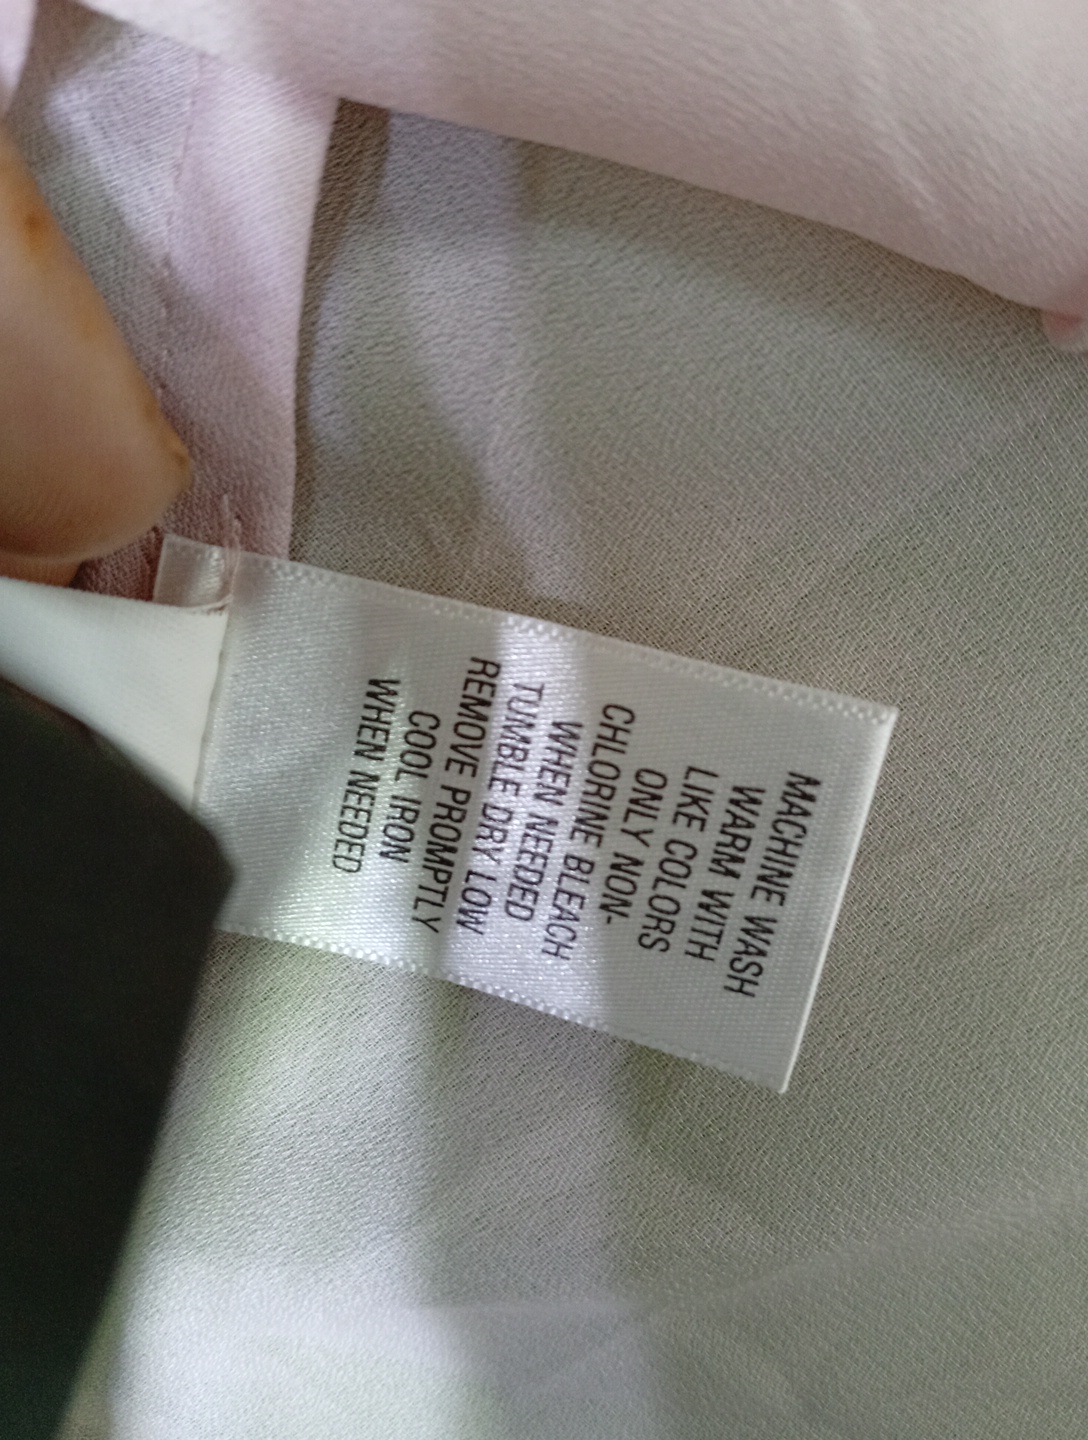 MACHINE WASH
WARM WITH
LIKE COLORS
ONLY NON-
CHLORINE BLEACH
WHEN NEEDED
TUMBLE DRY LOW
REMOVE PROMPTLY
COOL IRON
WHEN NEEDED